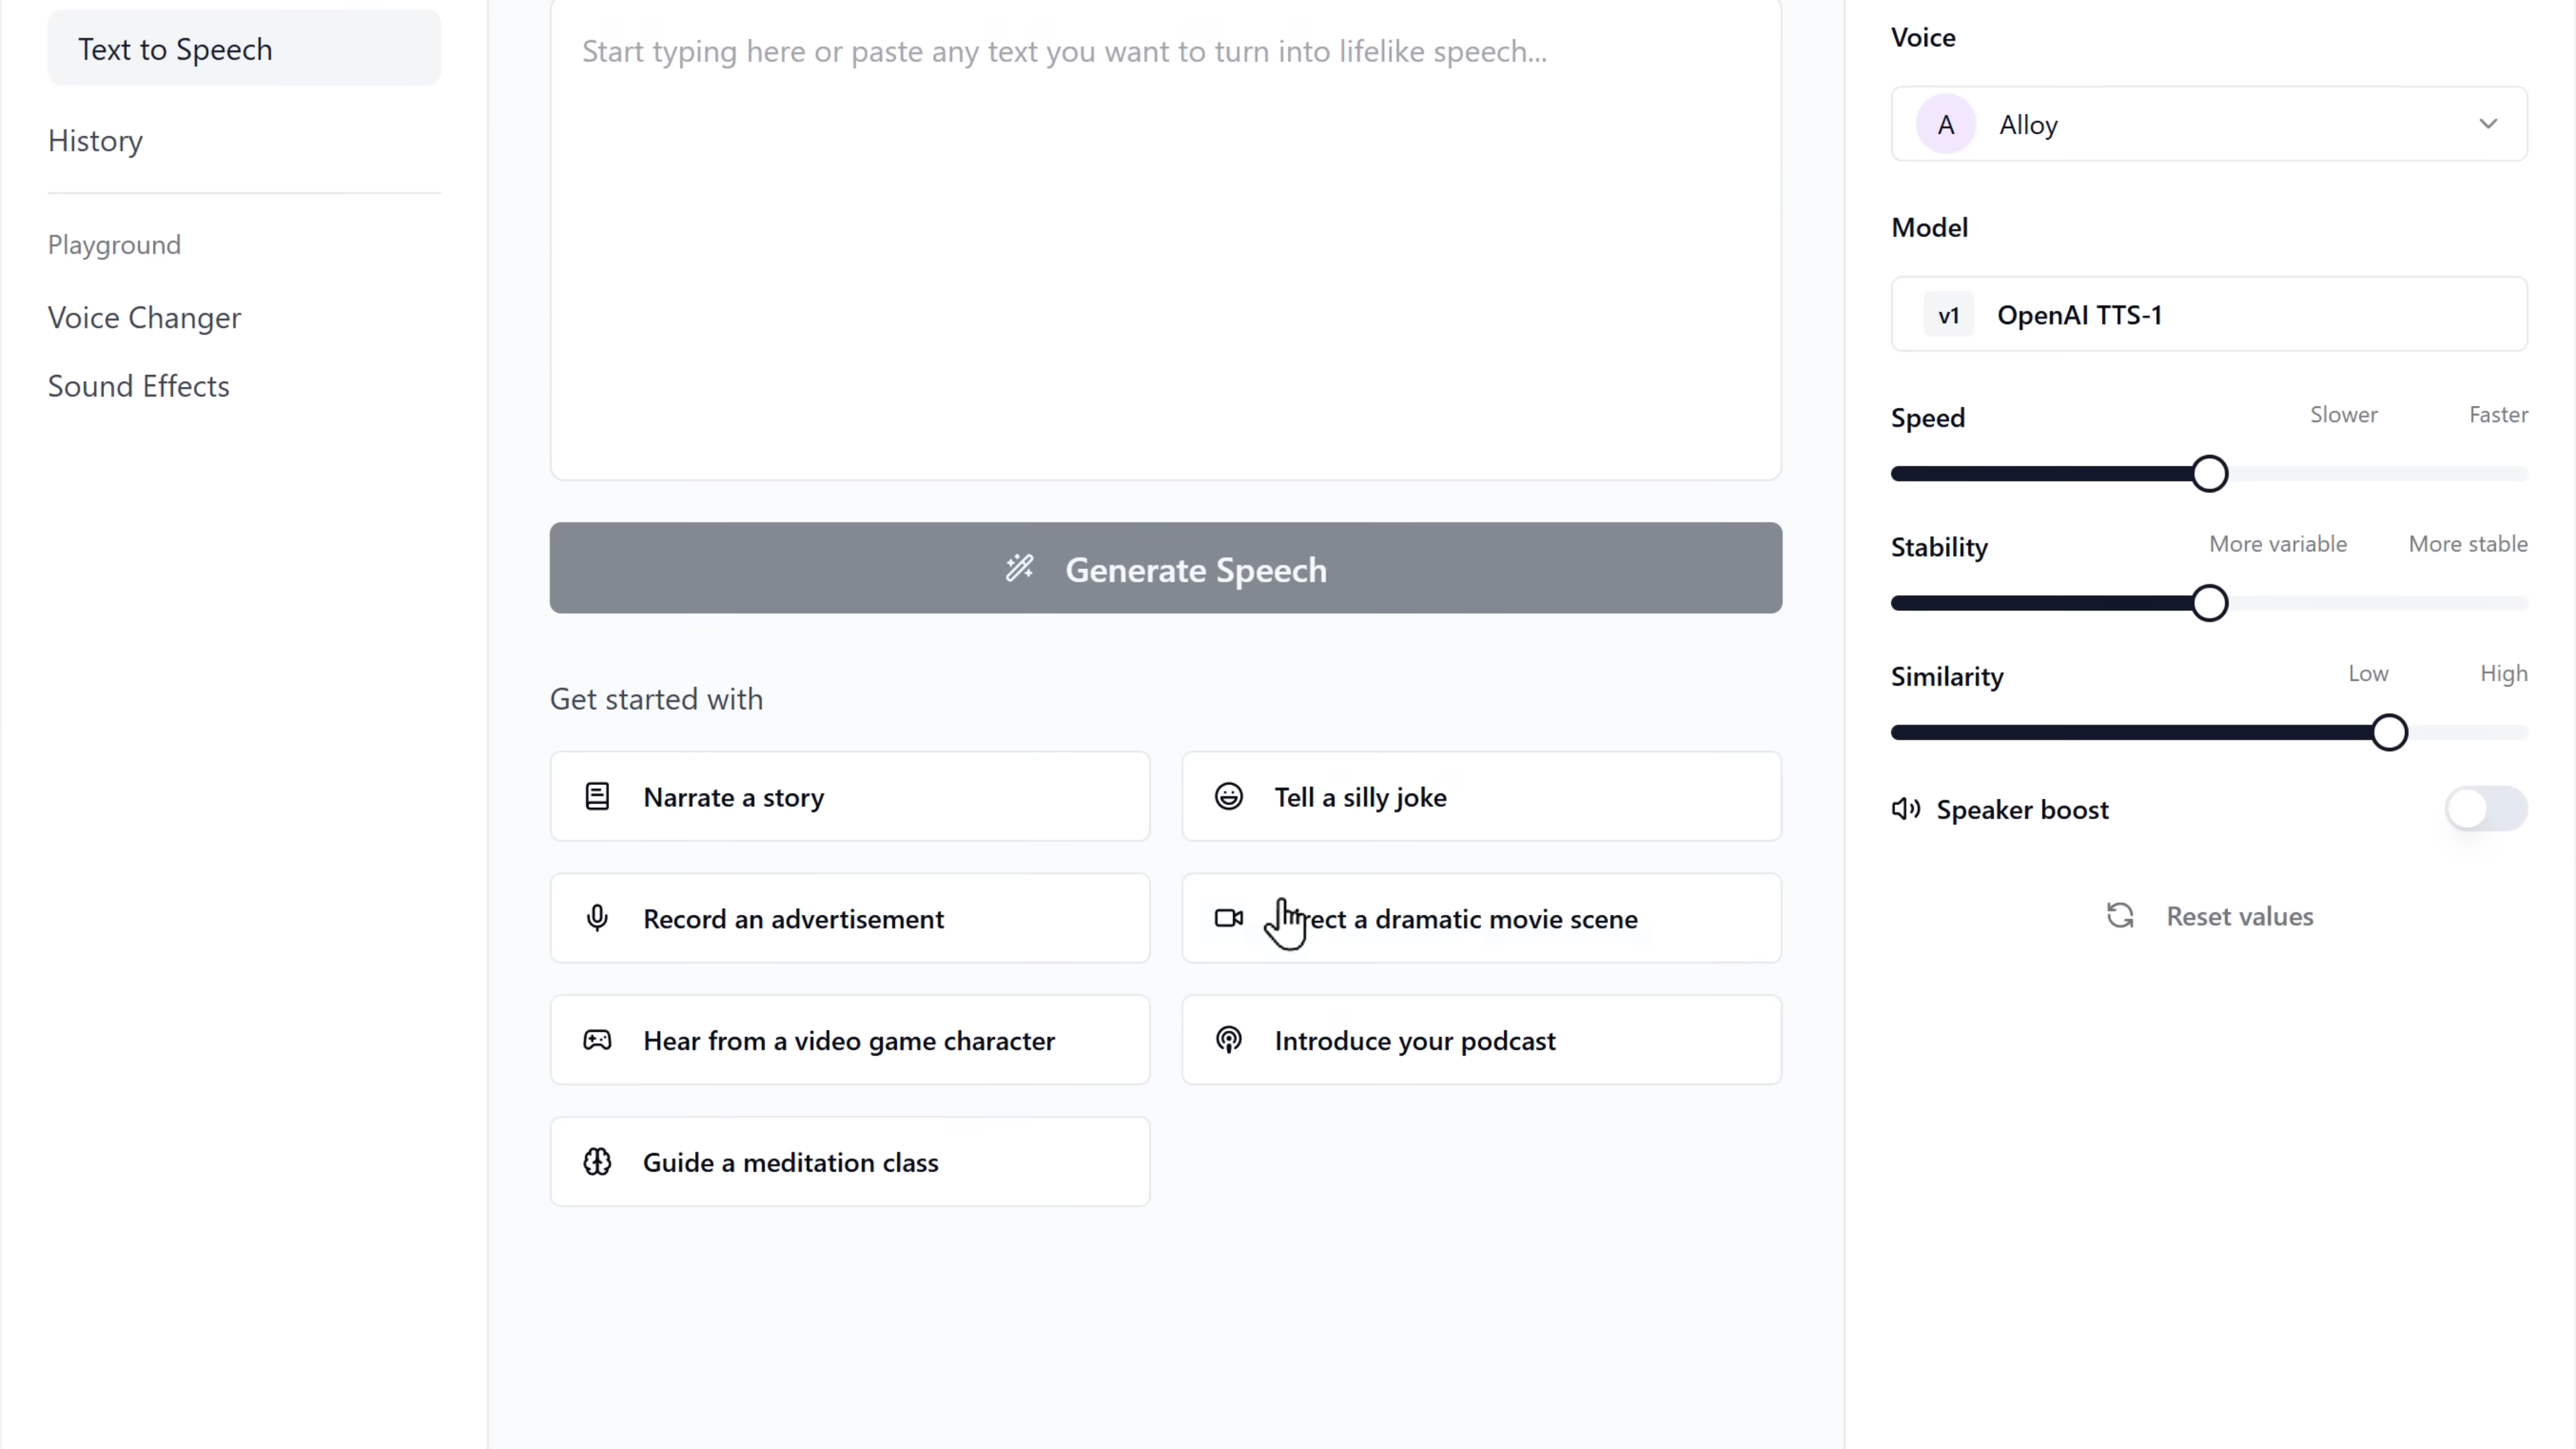 Text to Speech
History
Playground
Voice Changer
Sound Effects
Start typing here or paste any text you want to turn into lifelike speech...
Generate Speech
Get started with
Narrate a story
Tell a silly joke
Record an advertisement
a dramatic movie scene
Hear from a video game character
Introduce your podcast
Guide a meditation class
Voice
A Alloy
Model
v1 OpenAI TTS-1
Speed Slower Faster
Stability More variable More stable
Similarity Low High
Speaker boost
Reset values